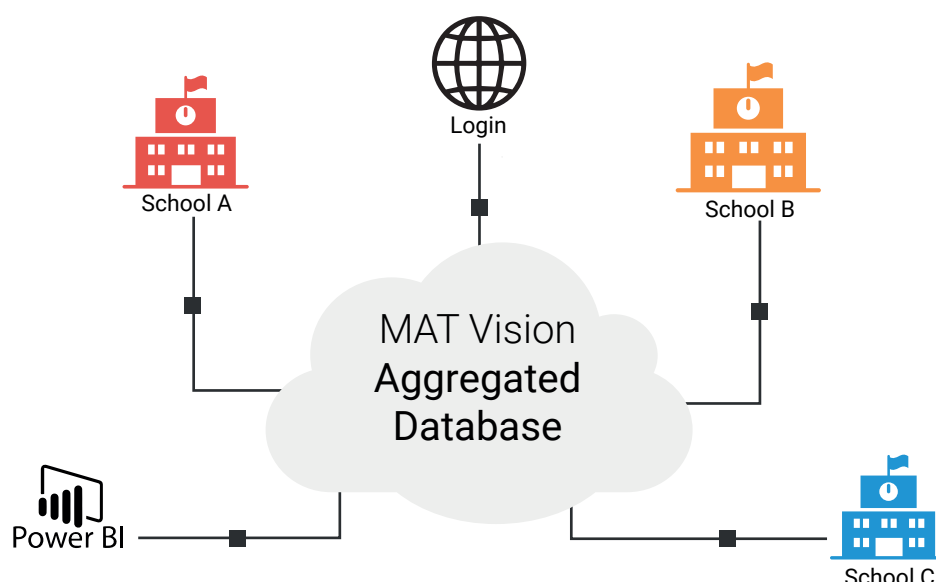 Login
School A
School B
MAT Vision
Aggregated
Database
Power BI
School C